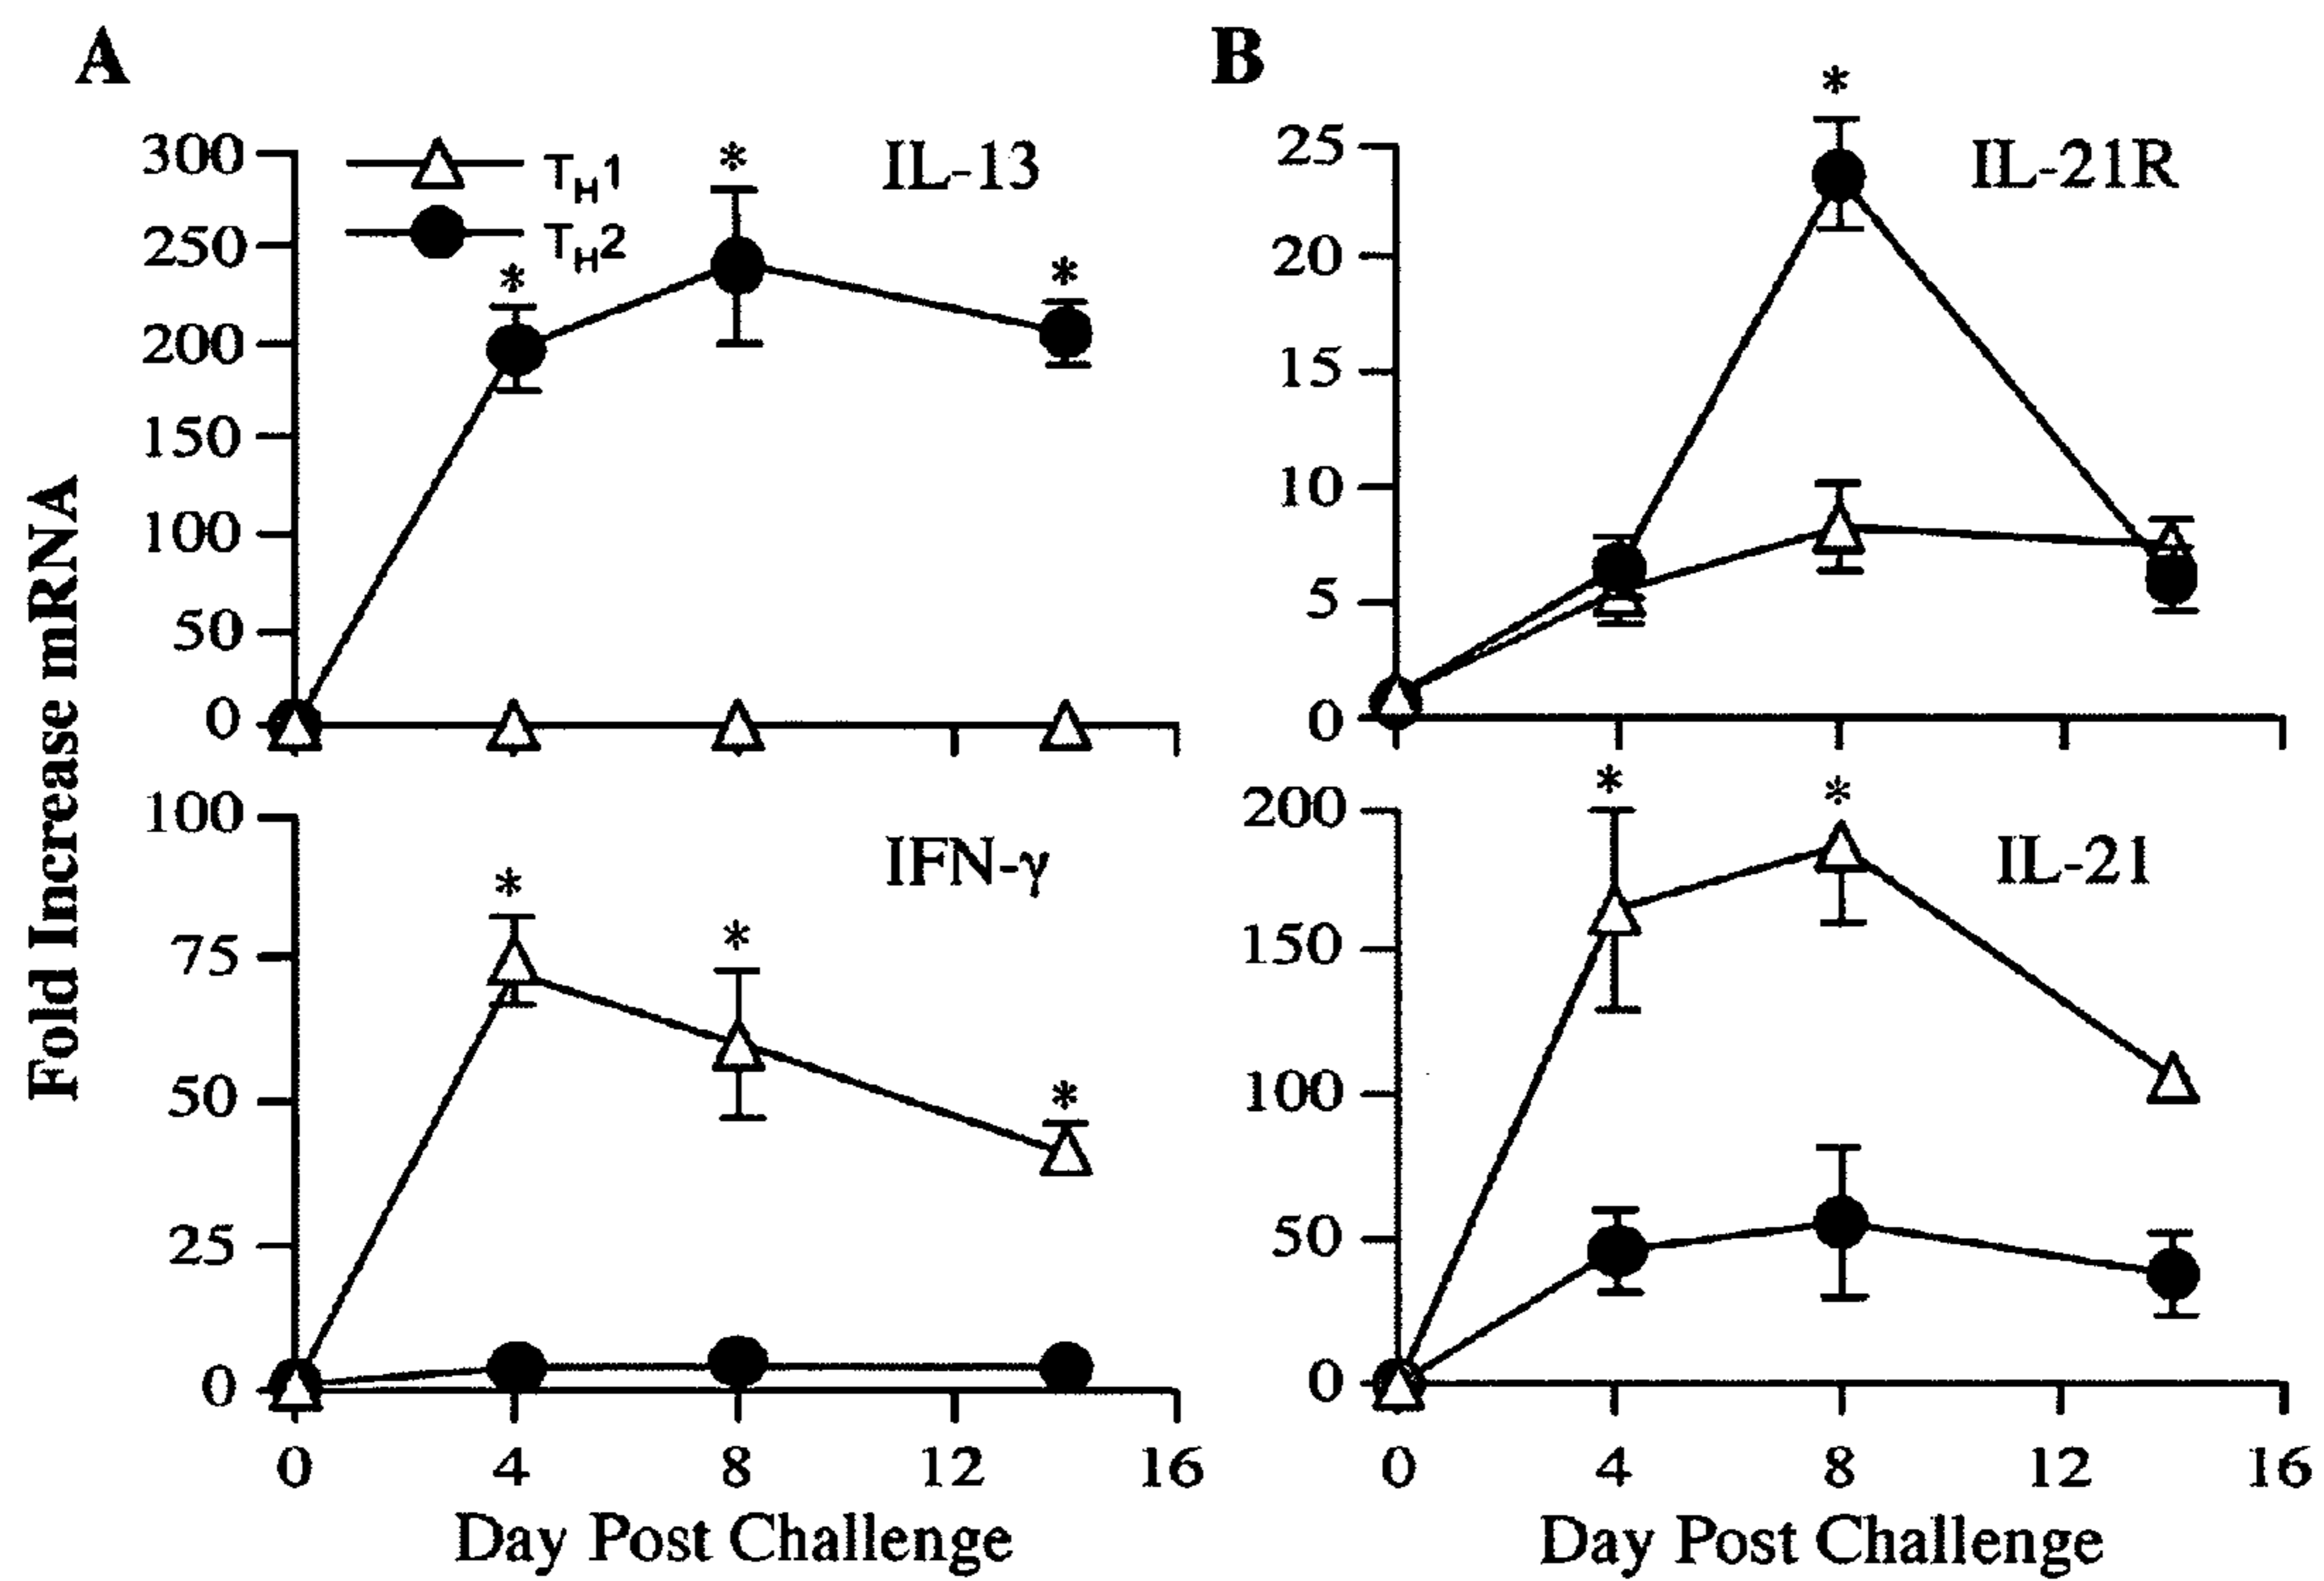 A
B
Fold Increase mRNA
300
250
200
150
100
50
0
TH1
TH2
IL-13
*
*
*
25
20
15
10
5
0
IL-21R
*
100
75
50
25
0
IFN-γ
*
*
*
0 4 8 12 16
Day Post Challenge
200
150
100
50
0
IL-21
*
*
0 4 8 12 16
Day Post Challenge